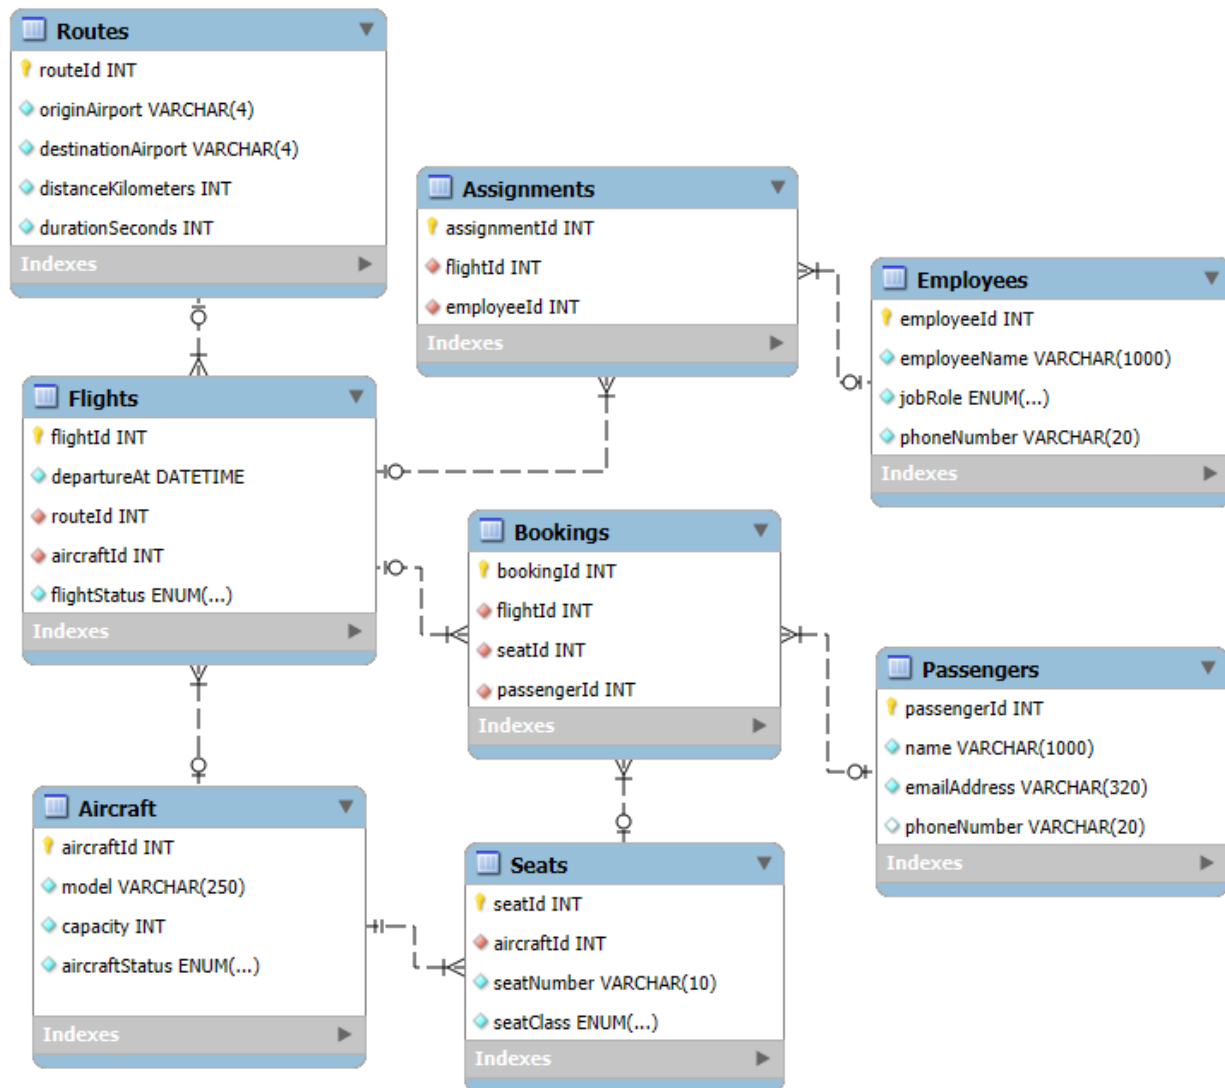 Routes
routeId INT
originAirport VARCHAR(4)
destinationAirport VARCHAR(4)
distanceKilometers INT
durationSeconds INT
Indexes
Assignments
assignmentId INT
flightId INT
employeeId INT
Indexes
Employees
employeeId INT
employeeName VARCHAR(1000)
jobRole ENUM(...)
phoneNumber VARCHAR(20)
Indexes
Flights
flightId INT
departureAt DATETIME
routeId INT
aircraftId INT
flightStatus ENUM(...)
Indexes
Bookings
bookingId INT
flightId INT
seatId INT
passengerId INT
Indexes
Passengers
passengerId INT
name VARCHAR(1000)
emailAddress VARCHAR(320)
phoneNumber VARCHAR(20)
Indexes
Aircraft
aircraftId INT
model VARCHAR(250)
capacity INT
aircraftStatus ENUM(...)
Indexes
Seats
seatId INT
aircraftId INT
seatNumber VARCHAR(10)
seatClass ENUM(...)
Indexes